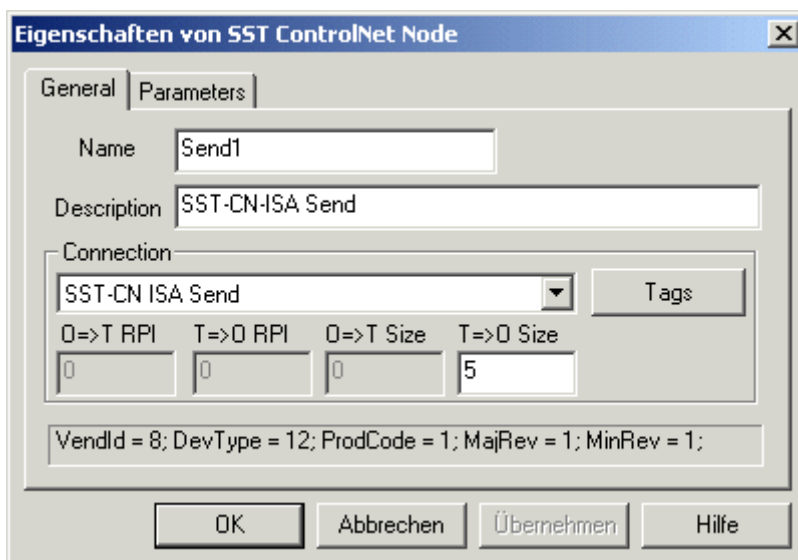 Eigenschaften von SST ControlNet Node
General Parameters
Name Send1
Description SST-CN-ISA Send
Connection
SST-CN ISA Send Tags
O=>T RPI T=>O RPI O=>T Size T=>O Size
0 0 0 5
VendId = 8; DevType = 12; ProdCode = 1; MajRev = 1; MinRev = 1;
OK Abbrechen Übernehmen Hilfe